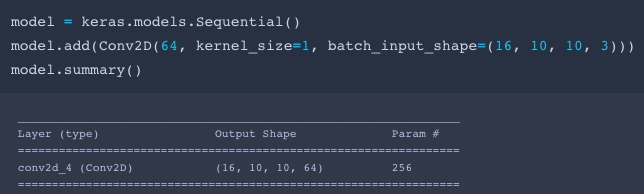 model = keras.models.Sequential()
model.add(Conv2D(64, kernel_size=1, batch_input_shape=(16, 10, 10, 3)))
model.summary()
_________________________________________________________________
Layer (type)                 Output Shape              Param #
=================================================================
conv2d_4 (Conv2D)            (16, 10, 10, 64)          256
=================================================================